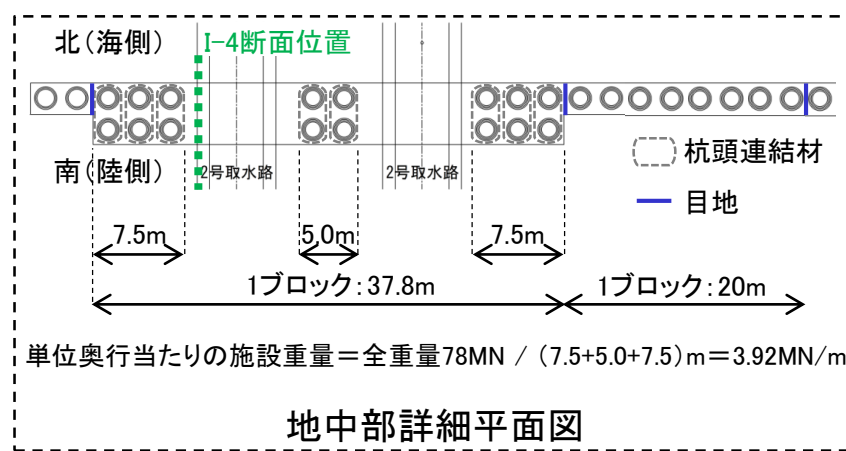 北（海側） I-4断面位置
南（陸側） 2号取水路 2号取水路
杭頭連結材
目地
7.5m 5.0m 7.5m
1ブロック：37.8m 1ブロック：20m
単位奥行当たりの施設重量＝全重量78MN / (7.5+5.0+7.5)m＝3.92MN/m
地中部詳細平面図